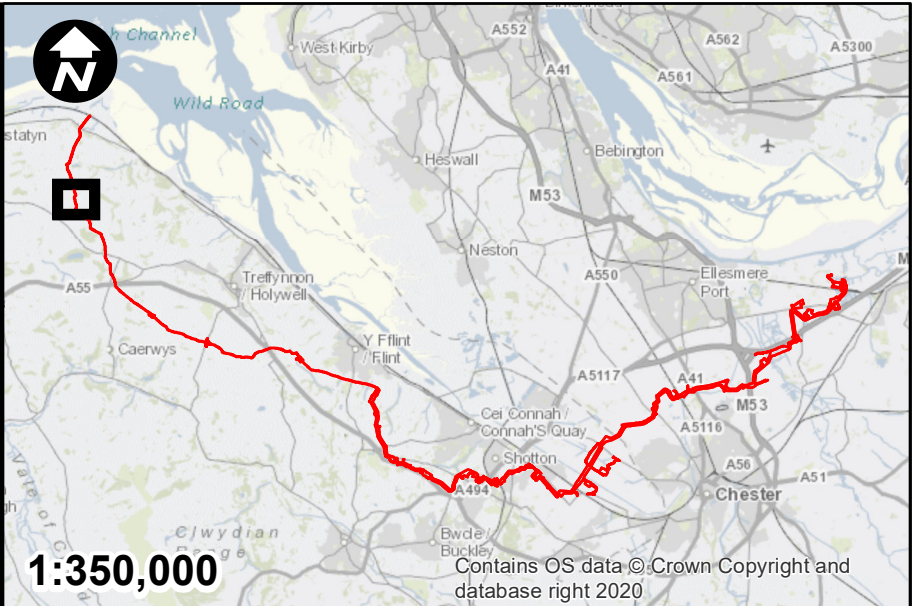 A552
A562
A5300
West Kirby
A41
A561
Wild Road
Bebington
Heswall
M53
Neston
A550
Ellesmere
Port
Treffynnon
/ Holywell
A55
Caerwys
Y Fflint
/ Flint
A5117
A41
M53
Cei Connah /
Connah'S Quay
A5116
Shotton
A56
A51
A494
Chester
Clwydian
Range
Bwcle /
Buckley
N
1:350,000
Contains OS data © Crown Copyright and
database right 2020